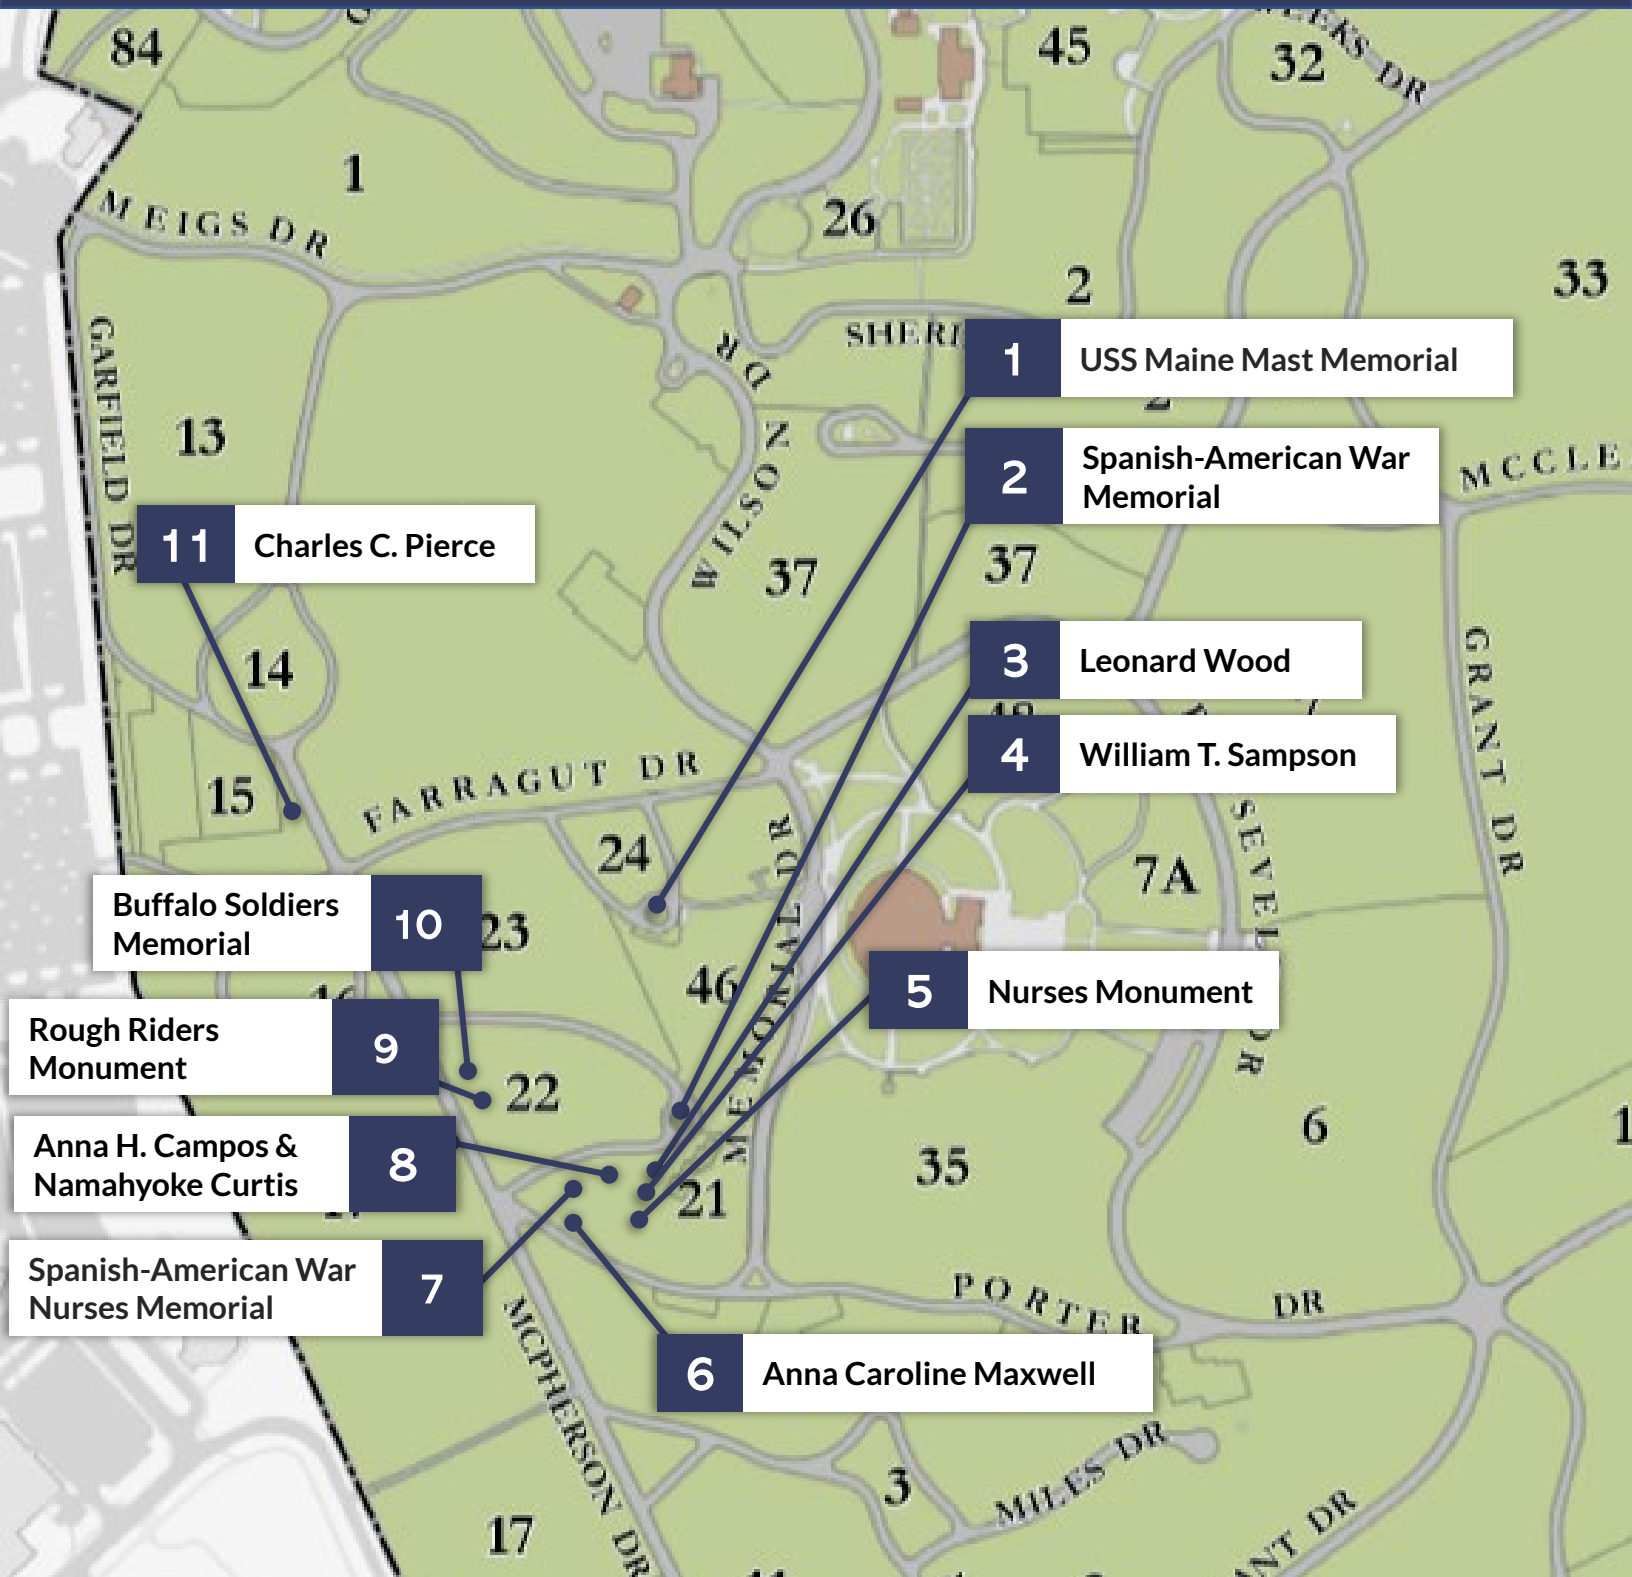 84
45
32
DR
1
26
MEIGS DR
2
33
SHERI
DR
1
USS Maine Mast Memorial
GARFIELD DR
13
WILSON
2
Spanish-American War
Memorial
MCCLE
11
Charles C. Pierce
37
37
14
3
Leonard Wood
GRANT DR
4
William T. Sampson
15
FARRAGUT DR
24
7A
SEVEL
DR
MEMORIAL DR
Buffalo Soldiers
Memorial
10
23
46
5
Nurses Monument
Rough Riders
Monument
9
22
6
Anna H. Campos &
Namahyoke Curtis
8
35
21
Spanish-American War
Nurses Memorial
7
PORTER
DR
MCPHERSON DR
6
Anna Caroline Maxwell
3
MILES DR
17
ANT DR